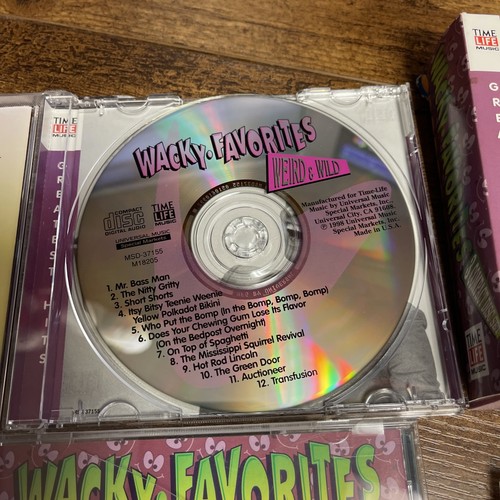 WACKY FAVORITES
WEIRD & WILD
COMPACT
disc
DIGITAL AUDIO
TIME
LIFE
MUSIC
UNIVERSAL MUSIC
Special Markets
MSD-37155
M18205
Manufactured for Time-Life
Music by Universal Music
Special Markets, Inc.,
Universal City, CA 91608.
℗ 1998 Universal Music
Special Markets, Inc.
Made in U.S.A.
1. Mr. Bass Man
2. The Nitty Gritty
3. Short Shorts
4. Itsy Bitsy Teenie Weenie
Yellow Polkadot Bikini
5. Who Put the Bomp (In the Bomp, Bomp, Bomp)
6. Does Your Chewing Gum Lose Its Flavor
(On the Bedpost Overnight)
7. On Top of Spaghetti
8. The Mississippi Squirrel Revival
9. Hot Rod Lincoln
10. The Green Door
11. Auctioneer
12. Transfusion
TIME
LIFE
MUSIC
GREATEST HITS
TIME
LIFE
MUSIC
WACKY FAVORITES